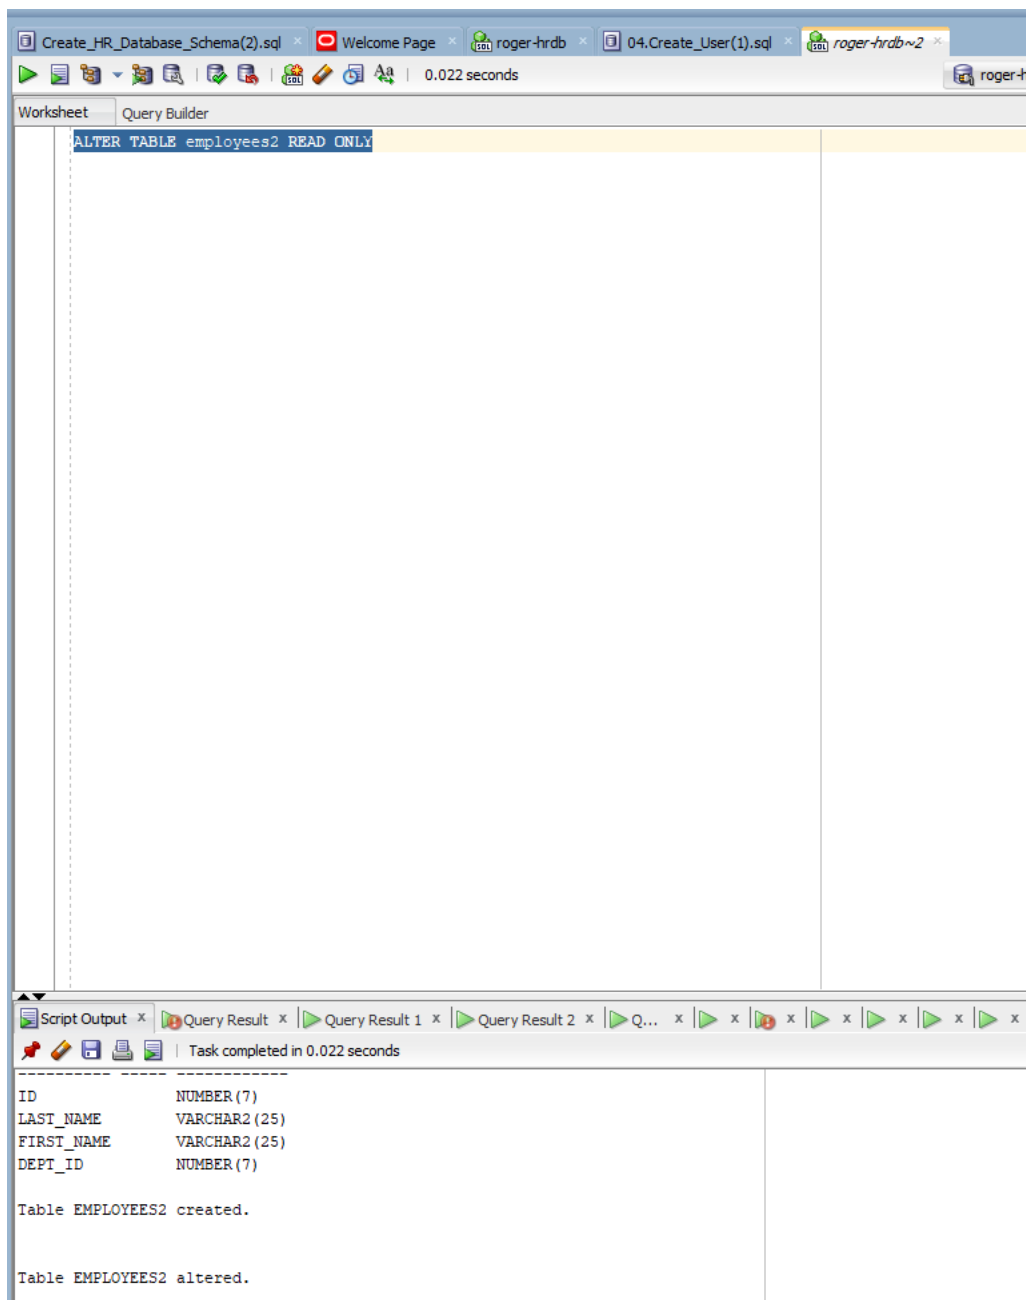 Create_HR_Database_Schema(2).sql Welcome Page roger-hrdb 04.Create_User(1).sql roger-hrdb~2
0.022 seconds roger-h
Worksheet Query Builder
ALTER TABLE employees2 READ ONLY
Script Output x Query Result x Query Result 1 x Query Result 2 x Q... x x x x x x x
Task completed in 0.022 seconds
---------- ----- ------------
ID NUMBER(7)
LAST_NAME VARCHAR2(25)
FIRST_NAME VARCHAR2(25)
DEPT_ID NUMBER(7)
Table EMPLOYEES2 created.
Table EMPLOYEES2 altered.